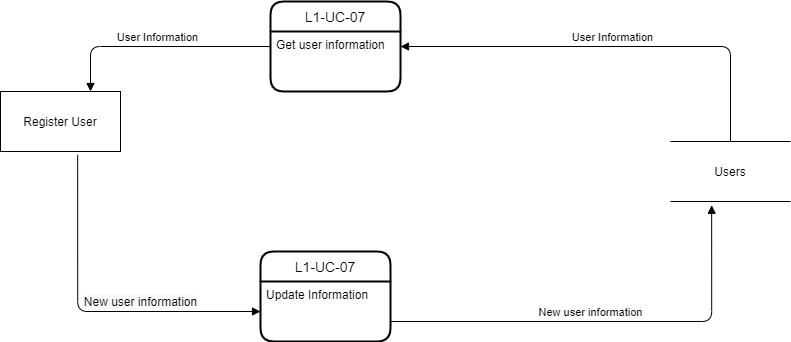 L1-UC-07
User Information
User Information
Get user information
Register User
Users
L1-UC-07
Update Information
New user information
New user information